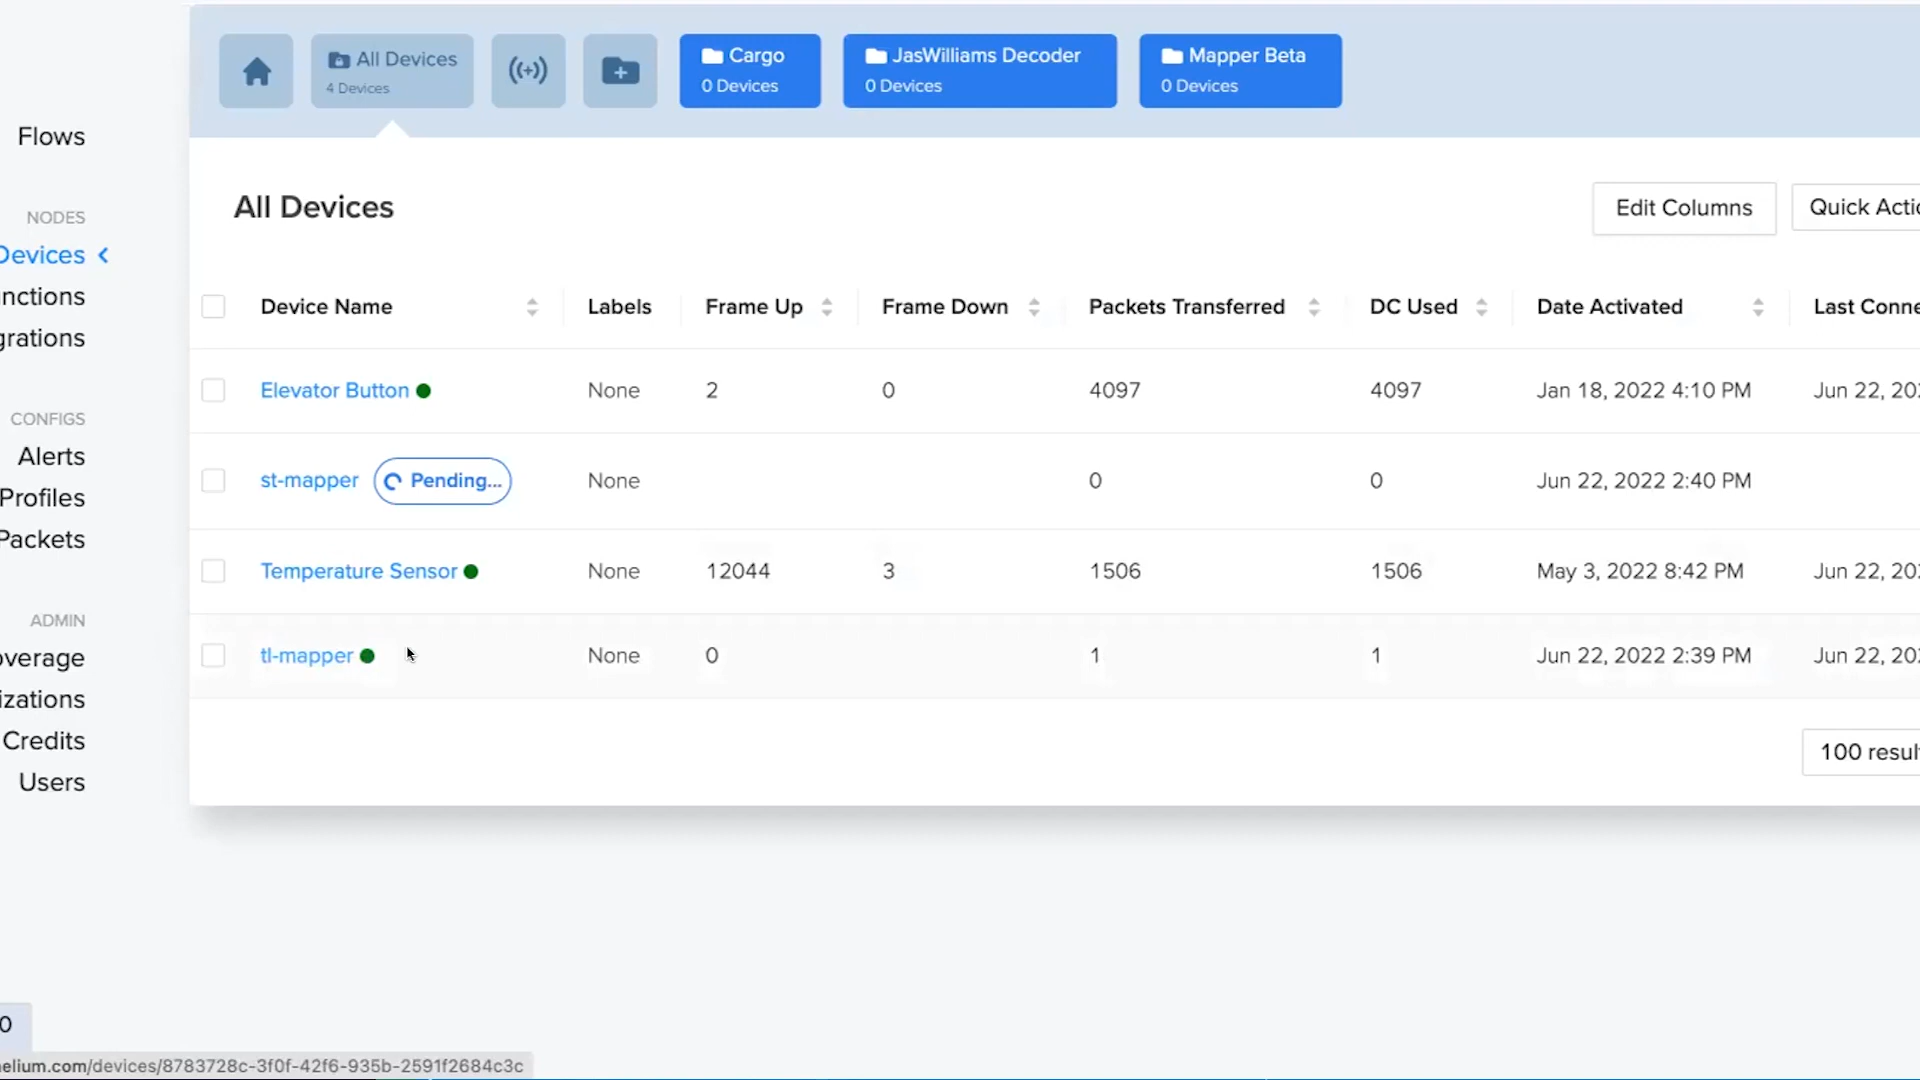 All Devices
4 Devices
Cargo
0 Devices
JasWilliams Decoder
0 Devices
Mapper Beta
0 Devices
Flows
NODES
Devices
nctions
grations
CONFIGS
Alerts
Profiles
Packets
ADMIN
overage
izations
Credits
Users
All Devices
Edit Columns
Quick Actio
Device Name Labels Frame Up Frame Down Packets Transferred DC Used Date Activated Last Conne
Elevator Button None 2 0 4097 4097 Jan 18, 2022 4:10 PM Jun 22, 20
st-mapper Pending... None 0 0 Jun 22, 2022 2:40 PM
Temperature Sensor None 12044 3 1506 1506 May 3, 2022 8:42 PM Jun 22, 20
tl-mapper None 0 1 1 Jun 22, 2022 2:39 PM Jun 22, 20
100 resul
0
elium.com/devices/8783728c-3f0f-42f6-935b-2591f2684c3c